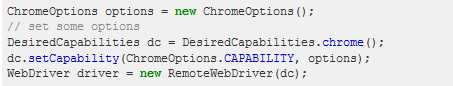 ChromeOptions options = new ChromeOptions();
// set some options
DesiredCapabilities dc = DesiredCapabilities.chrome();
dc.setCapability(ChromeOptions.CAPABILITY, options);
WebDriver driver = new RemoteWebDriver(dc);